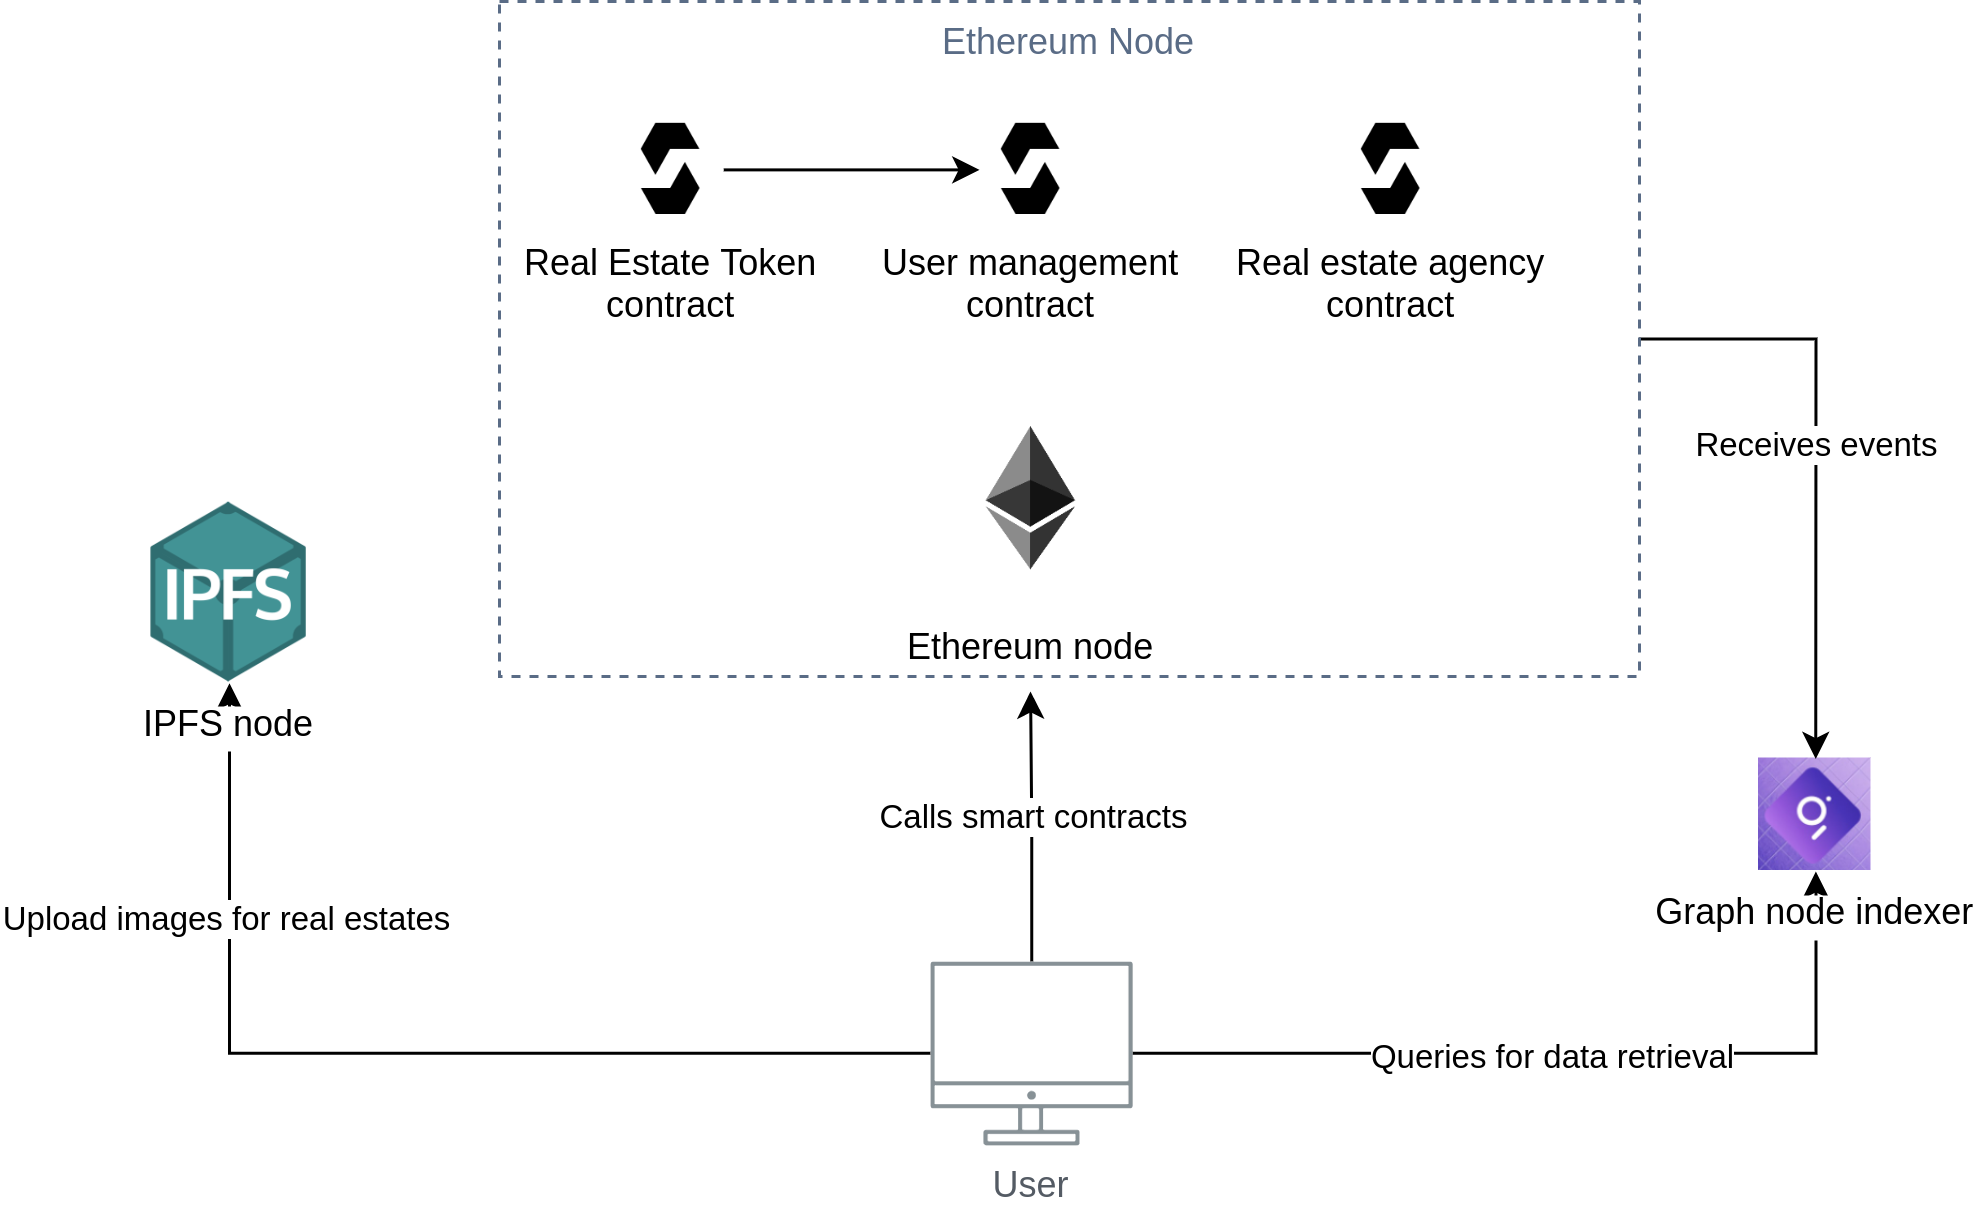 Ethereum Node
Real Estate Token
contract
User management
contract
Real estate agency
contract
Receives events
IPFS
Ethereum node
IPFS node
Calls smart contracts
Graph node indexer
Upload images for real estates
Queries for data retrieval
User